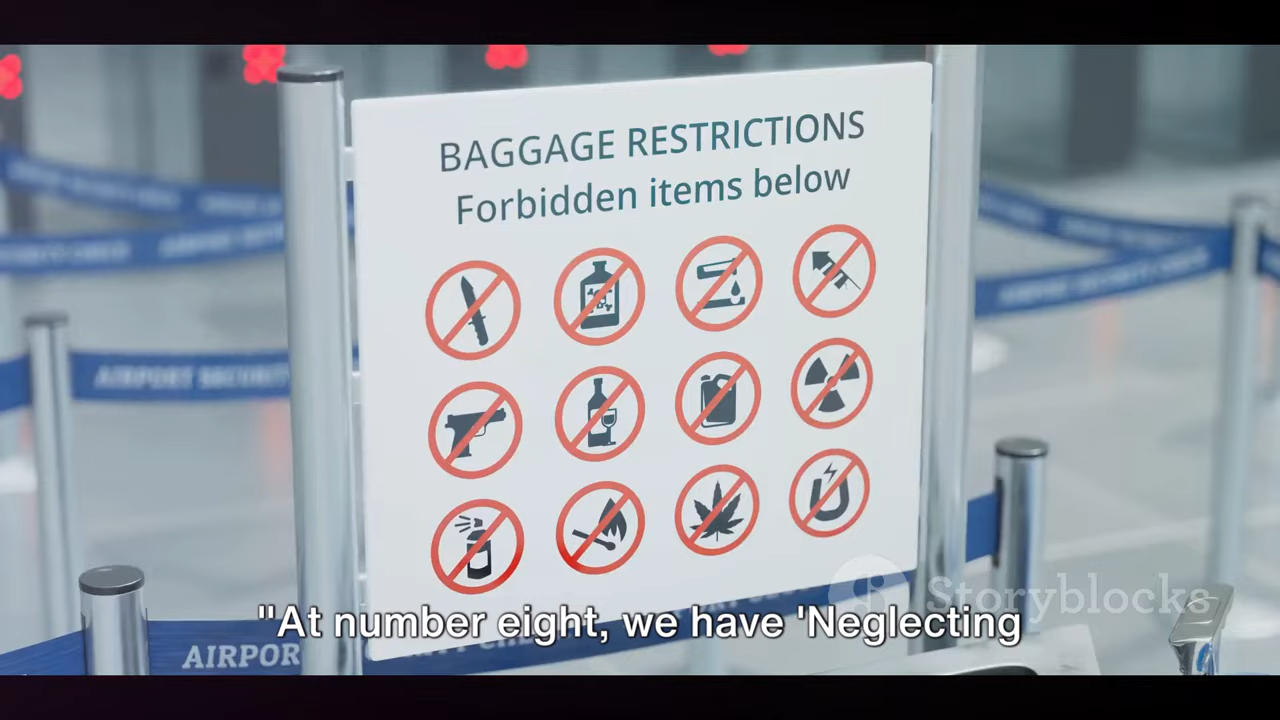 BAGGAGE RESTRICTIONS
Forbidden items below
AIRPORT SECURITY
AIRPOR
Storyblocks
"At number eight, we have 'Neglecting